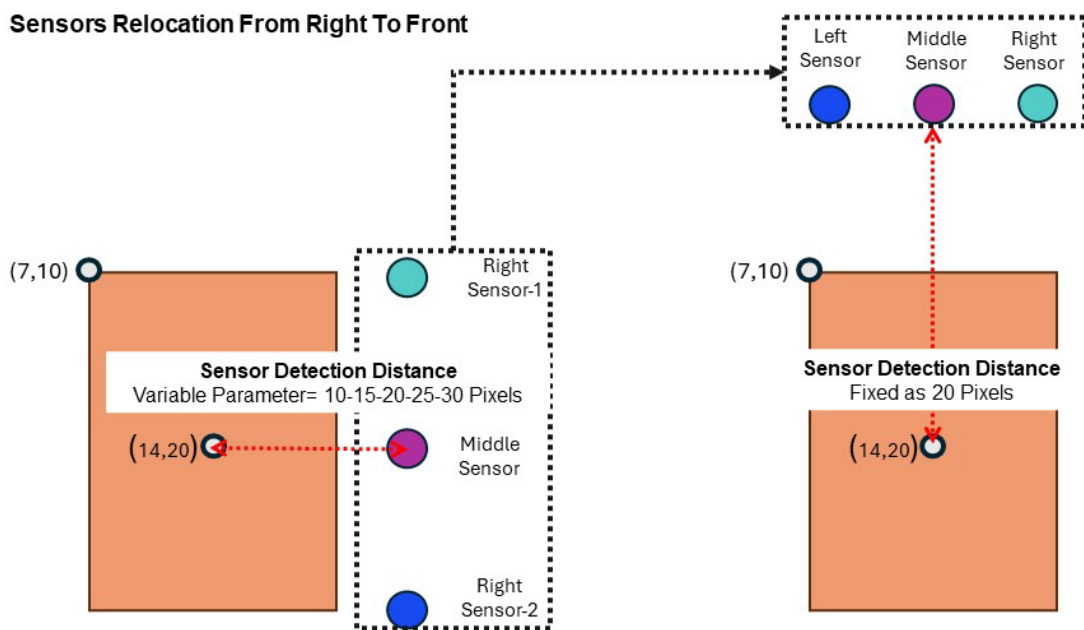 Sensors Relocation From Right To Front
Left
Sensor
Middle
Sensor
Right
Sensor
(7,10)
Right
Sensor-1
Sensor Detection Distance
Variable Parameter= 10-15-20-25-30 Pixels
(14,20)
Middle
Sensor
Right
Sensor-2
(7,10)
Sensor Detection Distance
Fixed as 20 Pixels
(14,20)